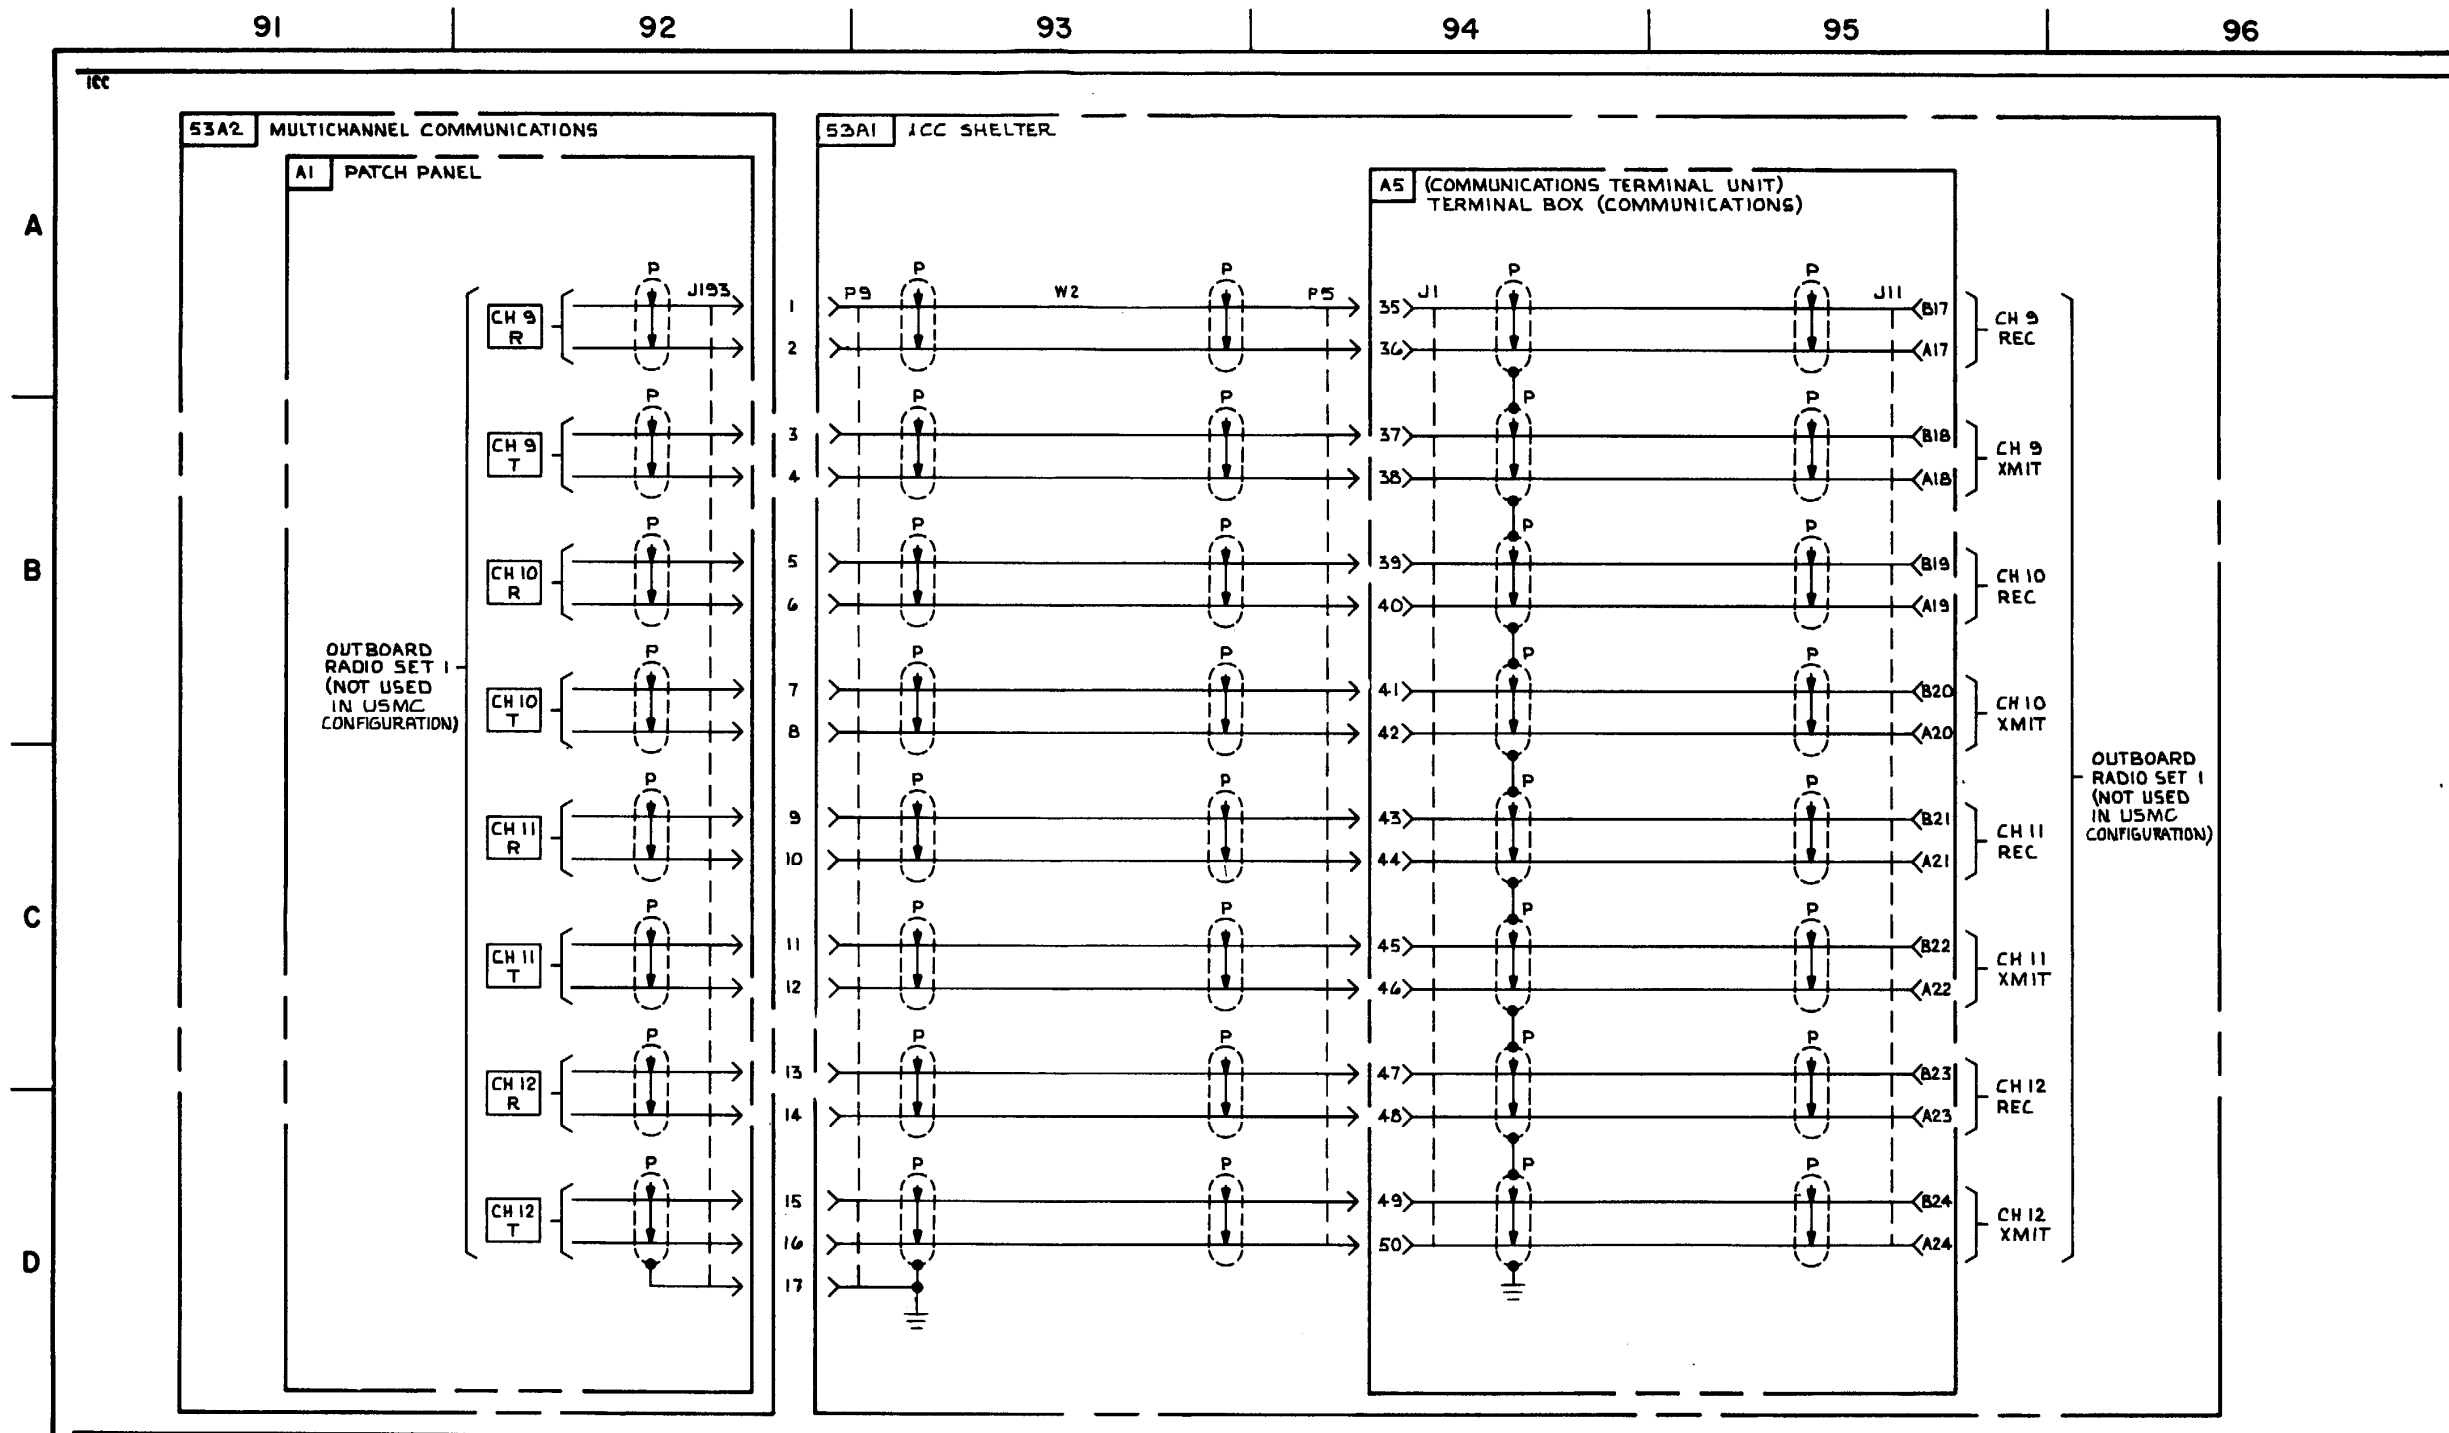 91 92 93 94 95 96
ICC
53A2 MULTICHANNEL COMMUNICATIONS
53A1 ICC SHELTER
A1 PATCH PANEL
A5 (COMMUNICATIONS TERMINAL UNIT)
TERMINAL BOX (COMMUNICATIONS)
A
P P P P P
J193 P9 W2 P5 J1 J11
CH 9
R
1 35 B17
2 36 A17
CH 9
REC
P P P P P
CH 9
T
3 37 B18
4 38 A18
CH 9
XMIT
P P P P P
B
CH 10
R
5 39 B19
6 40 A19
CH 10
REC
OUTBOARD
RADIO SET 1
(NOT USED
IN USMC
CONFIGURATION)
P P P P P
CH 10
T
7 41 B20
8 42 A20
CH 10
XMIT
OUTBOARD
RADIO SET 1
(NOT USED
IN USMC
CONFIGURATION)
P P P P P
CH 11
R
9 43 B21
10 44 A21
CH 11
REC
C
P P P P P
CH 11
T
11 45 B22
12 46 A22
CH 11
XMIT
P P P P P
CH 12
R
13 47 B23
14 48 A23
CH 12
REC
P P P P P
D
CH 12
T
15 49 B24
16 50 A24
CH 12
XMIT
17